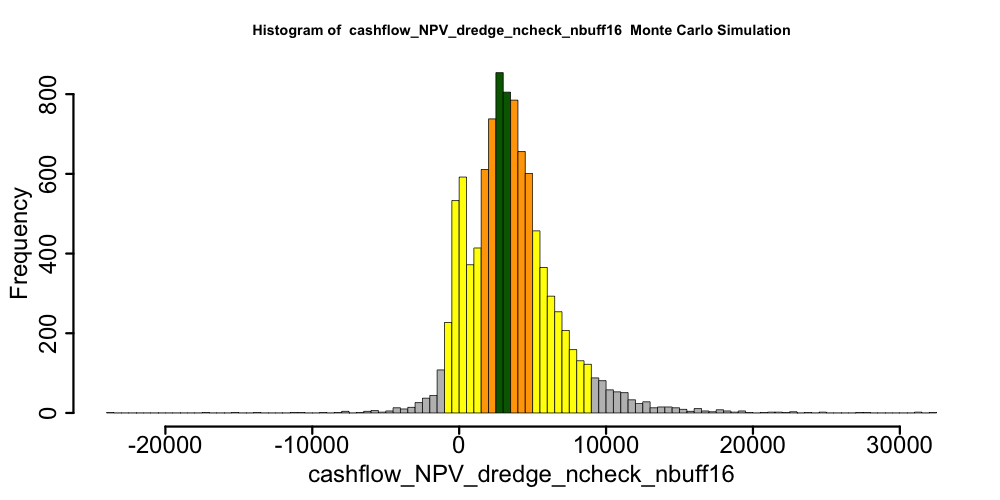 Histogram of cashflow_NPV_dredge_ncheck_nbuff16 Monte Carlo Simulation
Frequency
800
600
400
200
0
-20000 -10000 0 10000 20000 30000
cashflow_NPV_dredge_ncheck_nbuff16